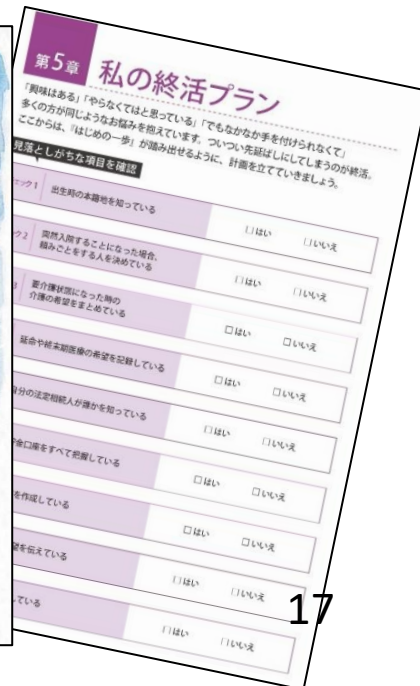 第5章 私の終活プラン
「興味はある」「やらなくてはと思っている」「でもなかなか手を付けられなくて」
多くの方が同じようなお悩みを抱えています。ついつい先延ばしにしてしまうのが終活。
ここからは、『はじめの一歩』が踏み出せるように、計画を立てていきましょう。
見落としがちな項目を確認
ェック1 出生時の本籍地を知っている □はい □いいえ
ック2 突然入院することになった場合、
頼みごとをする人を決めている □はい □いいえ
3 要介護状態になった時の
介護の希望をまとめている □はい □いいえ
延命や終末期医療の希望を記録している □はい □いいえ
自分の法定相続人が誰かを知っている □はい □いいえ
金口座をすべて把握している □はい □いいえ
を作成している □はい □いいえ
望を伝えている □はい □いいえ
している □はい □いいえ
17